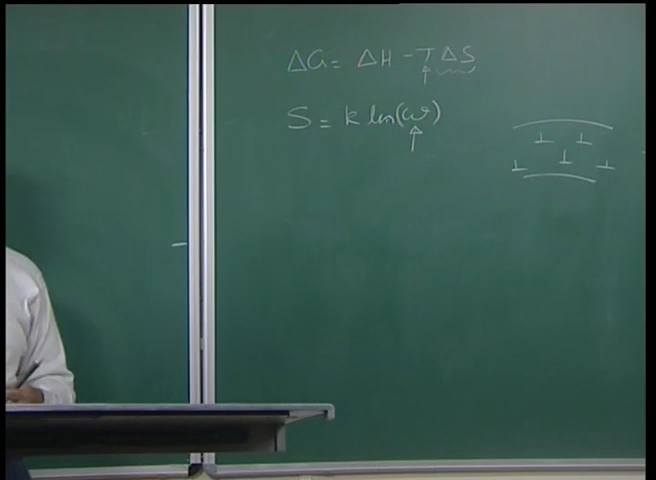 ΔG = ΔH - TΔS
S = k ln(ω)
⊥ ⊥
⊥ ⊥ ⊥